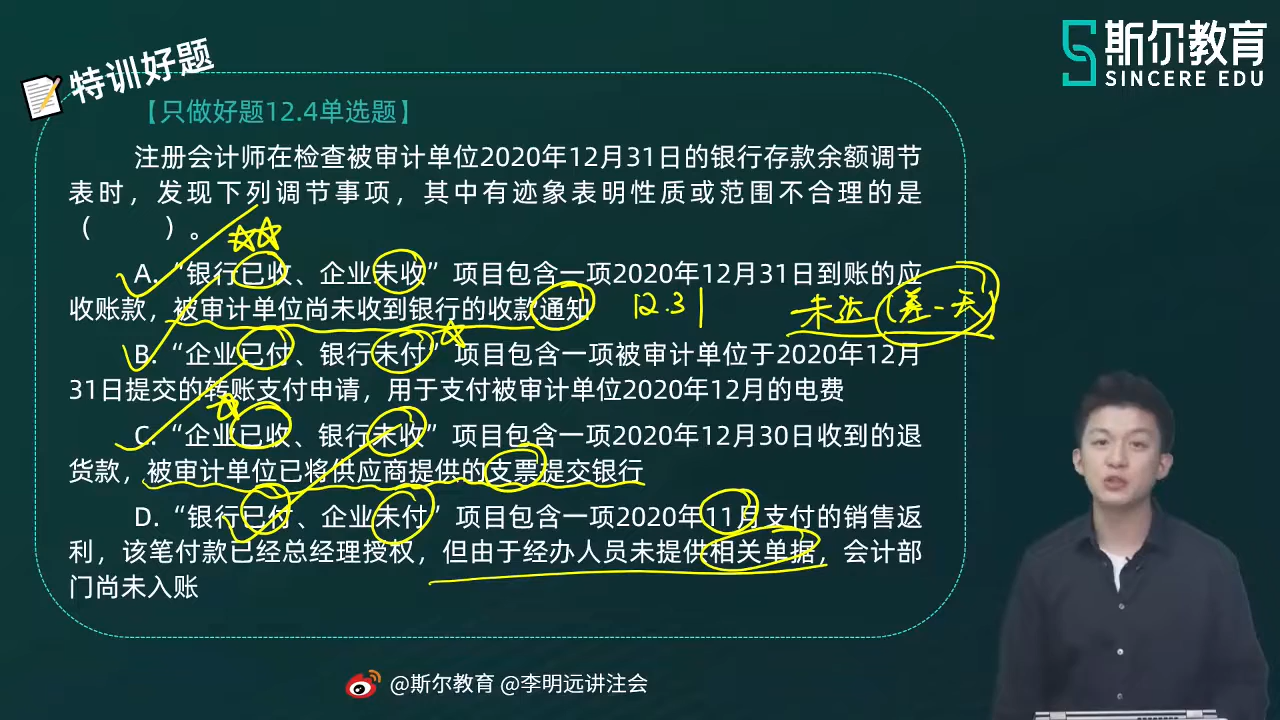 特训好题
斯尔教育
SINCERE EDU
【只做好题12.4单选题】
注册会计师在检查被审计单位2020年12月31日的银行存款余额调节
表时，发现下列调节事项，其中有迹象表明性质或范围不合理的是
（　　）。
A. “银行已收、企业未收”项目包含一项2020年12月31日到账的应
收账款，被审计单位尚未收到银行的收款通知
12.31
未达（差一天）
B. “企业已付、银行未付”项目包含一项被审计单位于2020年12月
31日提交的转账支付申请，用于支付被审计单位2020年12月的电费
C. “企业已收、银行未收”项目包含一项2020年12月30日收到的退
货款，被审计单位已将供应商提供的支票提交银行
D. “银行已付、企业未付”项目包含一项2020年11月支付的销售返
利，该笔付款已经总经理授权，但由于经办人员未提供相关单据，会计部
门尚未入账
@斯尔教育 @李明远讲注会